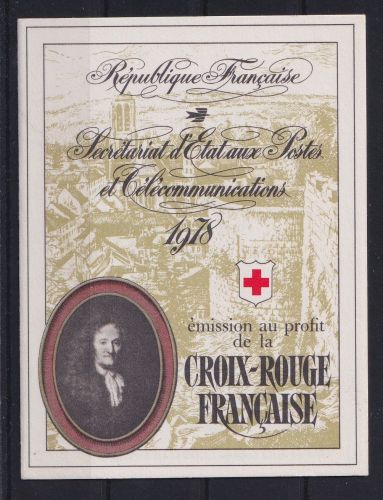 République Française
Secrétariat d'Etat aux Postes
et Télécommunications
1978
émission au profit
de la
CROIX-ROUGE
FRANÇAISE